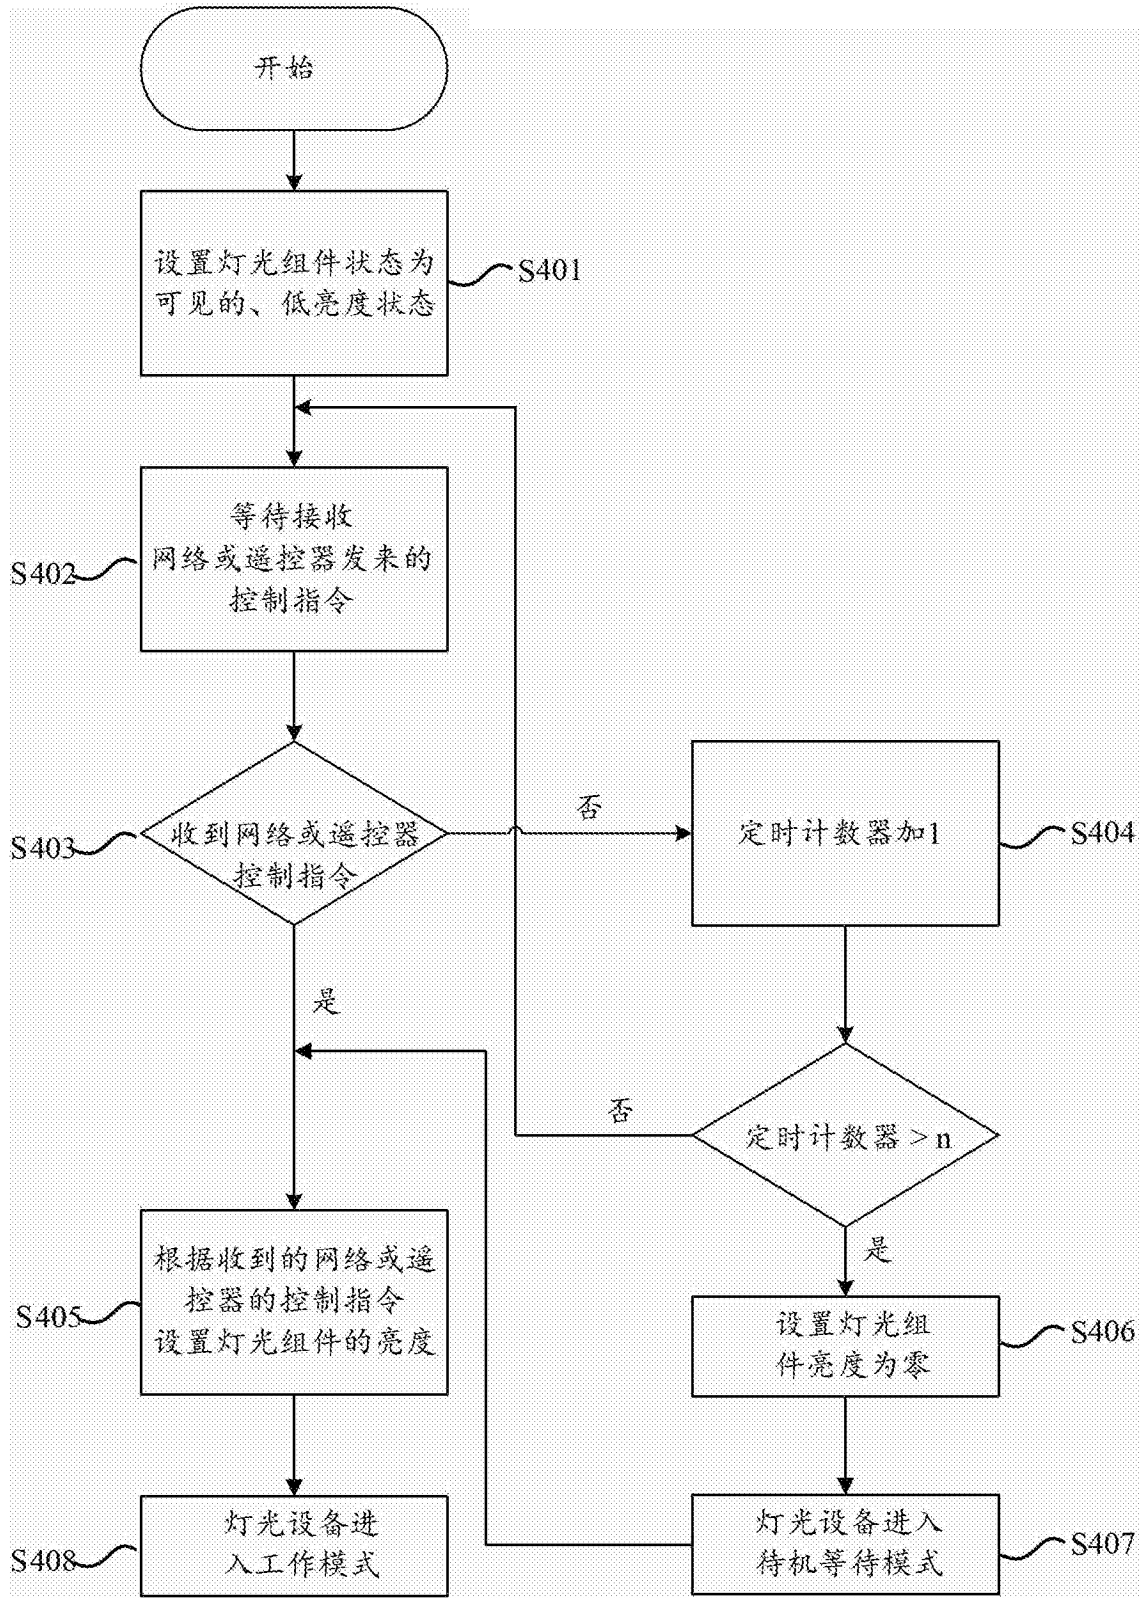 开始
设置灯光组件状态为
可见的、低亮度状态
S401
等待接收
网络或遥控器发来的
控制指令
S402
收到网络或遥控器
控制指令
S403
否
定时计数器加1
S404
是
否
定时计数器 > n
是
根据收到的网络或遥
控器的控制指令
设置灯光组件的亮度
S405
设置灯光组
件亮度为零
S406
灯光设备进
入工作模式
S408
灯光设备进入
待机等待模式
S407